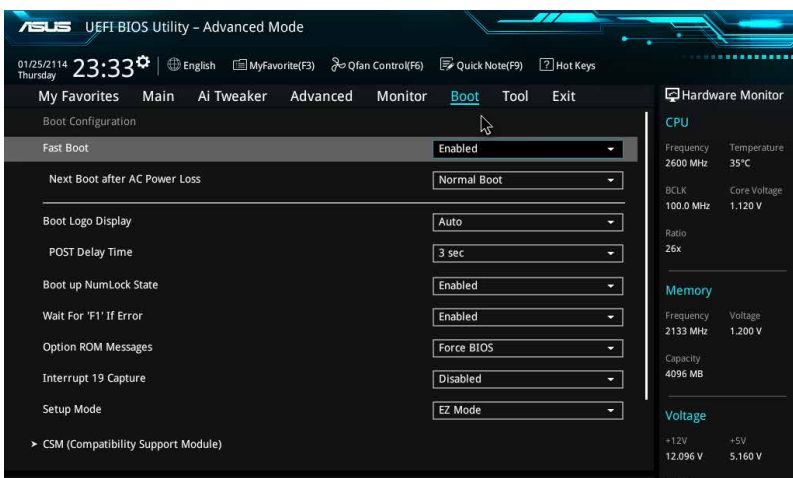 ASUS UEFI BIOS Utility – Advanced Mode
01/25/2114
Thursday
23:33 English MyFavorite(F3) Qfan Control(F6) Quick Note(F9) ? Hot Keys
My Favorites Main Ai Tweaker Advanced Monitor Boot Tool Exit
Boot Configuration
Fast Boot Enabled
Next Boot after AC Power Loss Normal Boot
Boot Logo Display Auto
POST Delay Time 3 sec
Boot up NumLock State Enabled
Wait For 'F1' If Error Enabled
Option ROM Messages Force BIOS
Interrupt 19 Capture Disabled
Setup Mode EZ Mode
> CSM (Compatibility Support Module)
Hardware Monitor
CPU
Frequency Temperature
2600 MHz 35°C
BCLK Core Voltage
100.0 MHz 1.120 V
Ratio
26x
Memory
Frequency Voltage
2133 MHz 1.200 V
Capacity
4096 MB
Voltage
+12V +5V
12.096 V 5.160 V